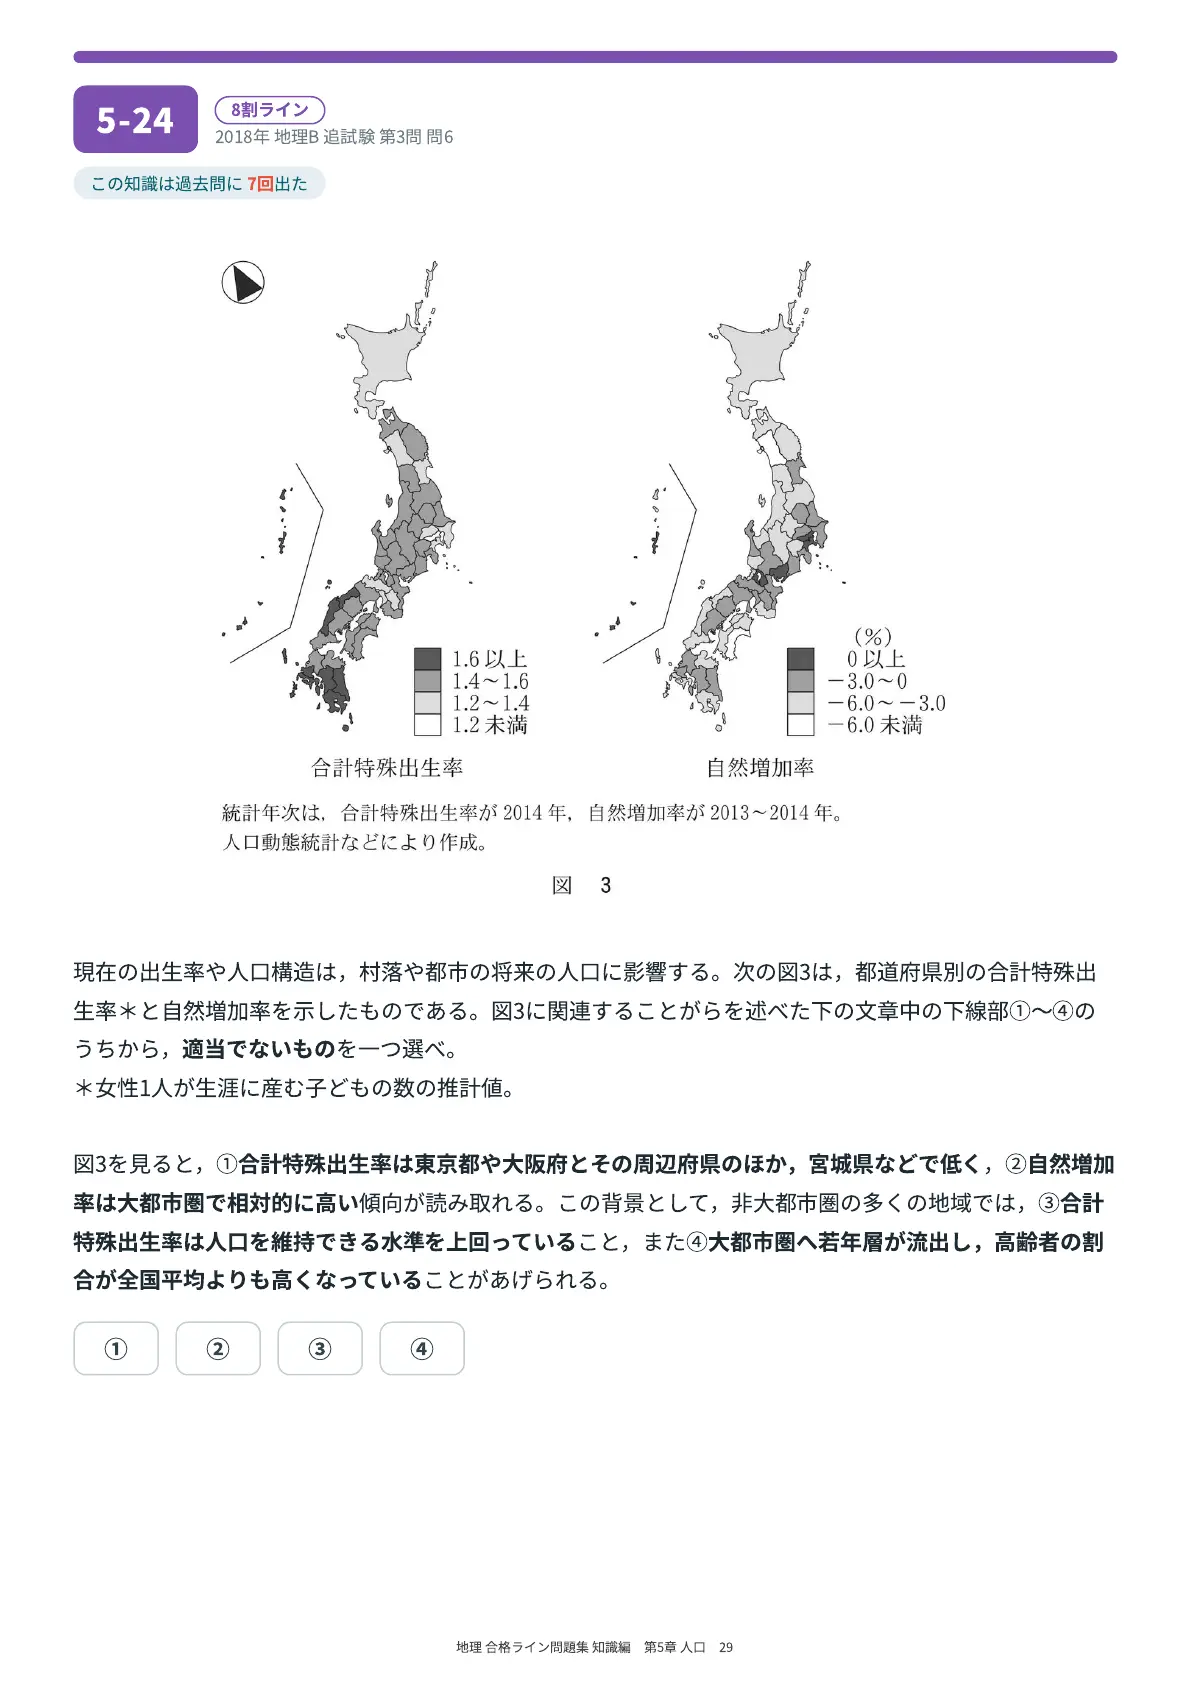 5-24
8割ライン
2018年 地理B 追試験 第3問 問6
この知識は過去問に 7回出た
1.6 以上
1.4～1.6
1.2～1.4
1.2 未満
合計特殊出生率
(%)
0 以上
－3.0～0
－6.0～－3.0
－6.0 未満
自然増加率
統計年次は，合計特殊出生率が 2014 年，自然増加率が 2013～2014 年。
人口動態統計などにより作成。
図 3
現在の出生率や人口構造は，村落や都市の将来の人口に影響する。次の図3は，都道府県別の合計特殊出
生率＊と自然増加率を示したものである。図3に関連することがらを述べた下の文章中の下線部①～④の
うちから，適当でないものを一つ選べ。
＊女性1人が生涯に産む子どもの数の推計値。
図3を見ると，①合計特殊出生率は東京都や大阪府とその周辺府県のほか，宮城県などで低く，②自然増加
率は大都市圏で相対的に高い傾向が読み取れる。この背景として，非大都市圏の多くの地域では，③合計
特殊出生率は人口を維持できる水準を上回っていること，また④大都市圏へ若年層が流出し，高齢者の割
合が全国平均よりも高くなっていることがあげられる。
① ② ③ ④
地理 合格ライン問題集 知識編 第5章 人口 29